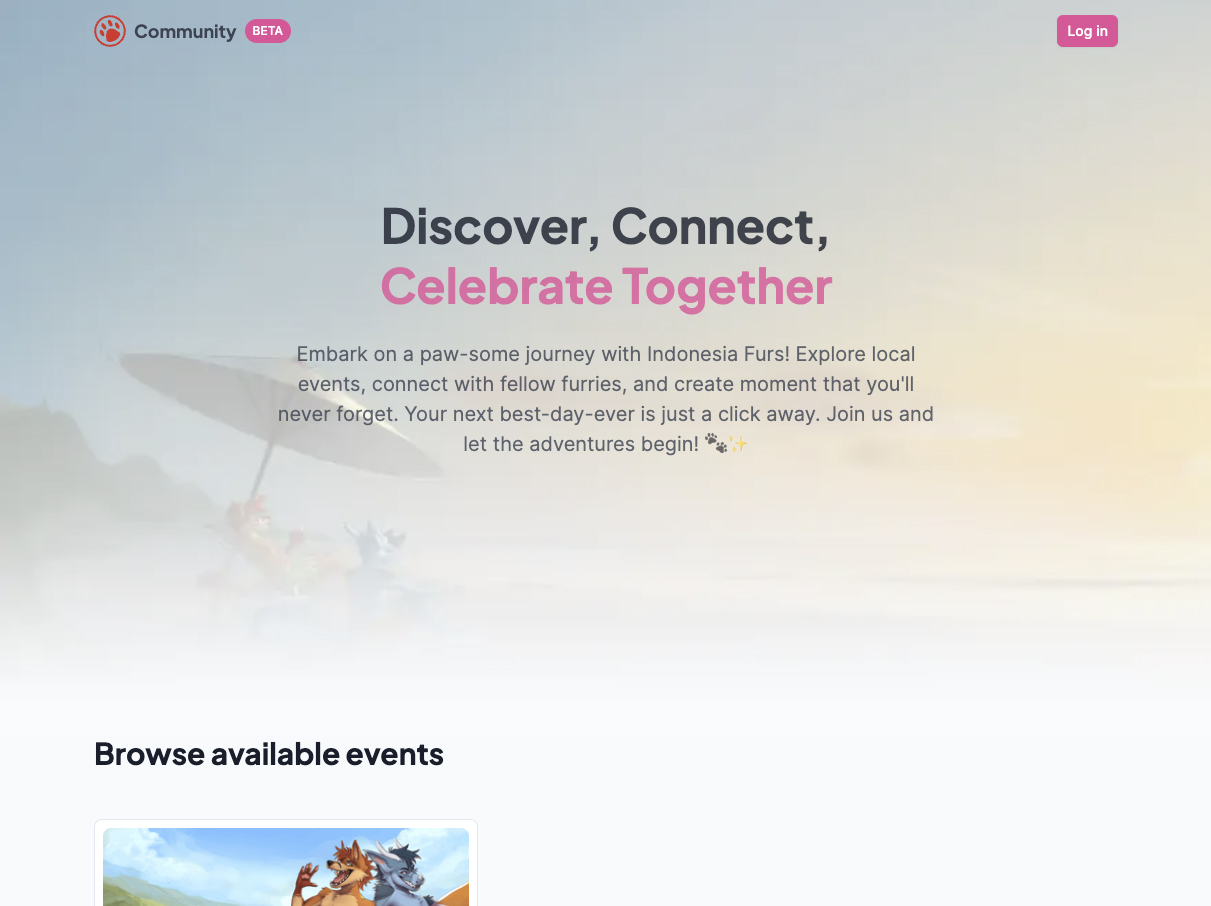 Community BETA
Log in
Discover, Connect,
Celebrate Together
Embark on a paw-some journey with Indonesia Furs! Explore local
events, connect with fellow furries, and create moment that you'll
never forget. Your next best-day-ever is just a click away. Join us and
let the adventures begin! 🐾✨
Browse available events